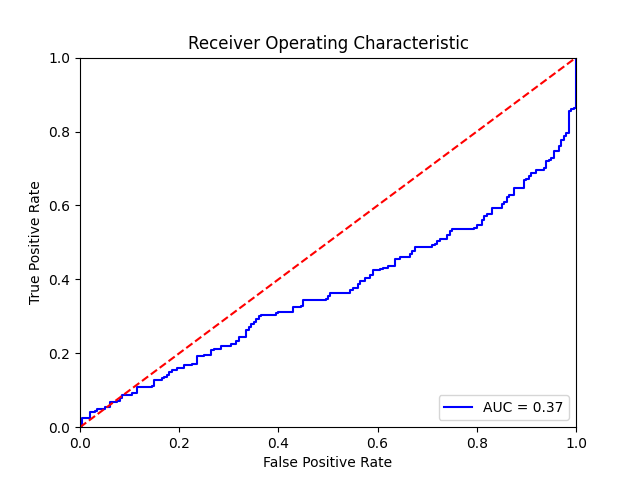 Receiver Operating Characteristic
True Positive Rate
1.0
0.8
0.6
0.4
0.2
0.0
AUC = 0.37
0.0 0.2 0.4 0.6 0.8 1.0
False Positive Rate